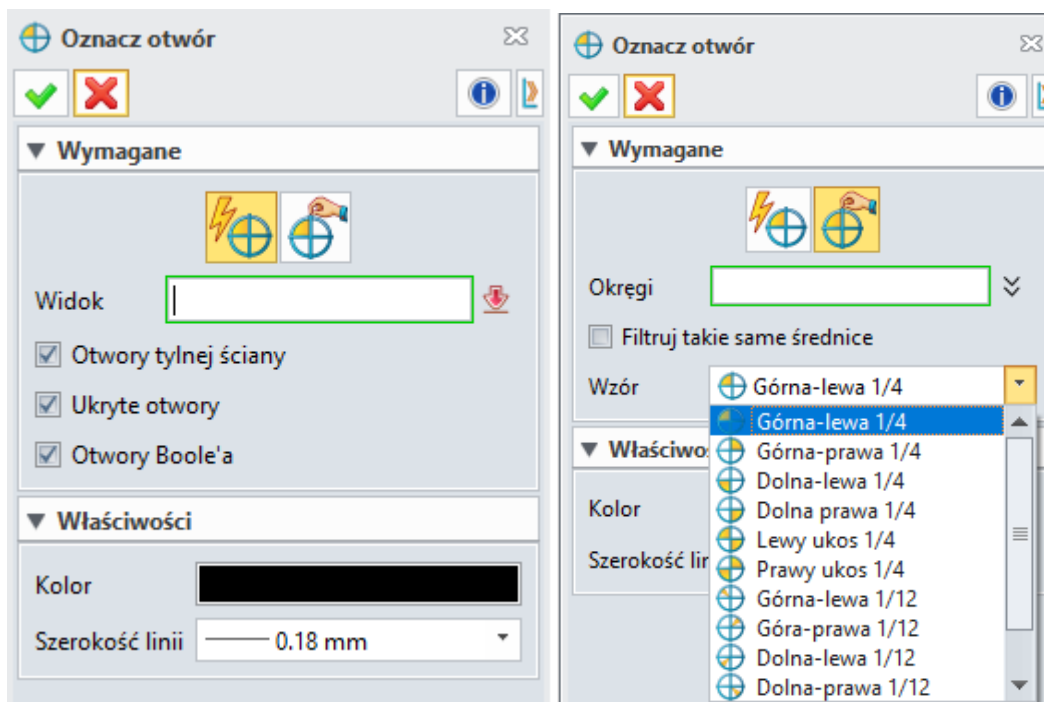 Oznacz otwór
Wymagane
Widok
Otwory tylnej ściany
Ukryte otwory
Otwory Boole'a
Właściwości
Kolor
Szerokość linii 0.18 mm
Oznacz otwór
Wymagane
Okręgi
Filtruj takie same średnice
Wzór Górna-lewa 1/4
Górna-lewa 1/4
Górna-prawa 1/4
Dolna-lewa 1/4
Dolna prawa 1/4
Lewy ukos 1/4
Prawy ukos 1/4
Górna-lewa 1/12
Góra-prawa 1/12
Dolna-lewa 1/12
Dolna-prawa 1/12
Właściwo
Kolor
Szerokość lir